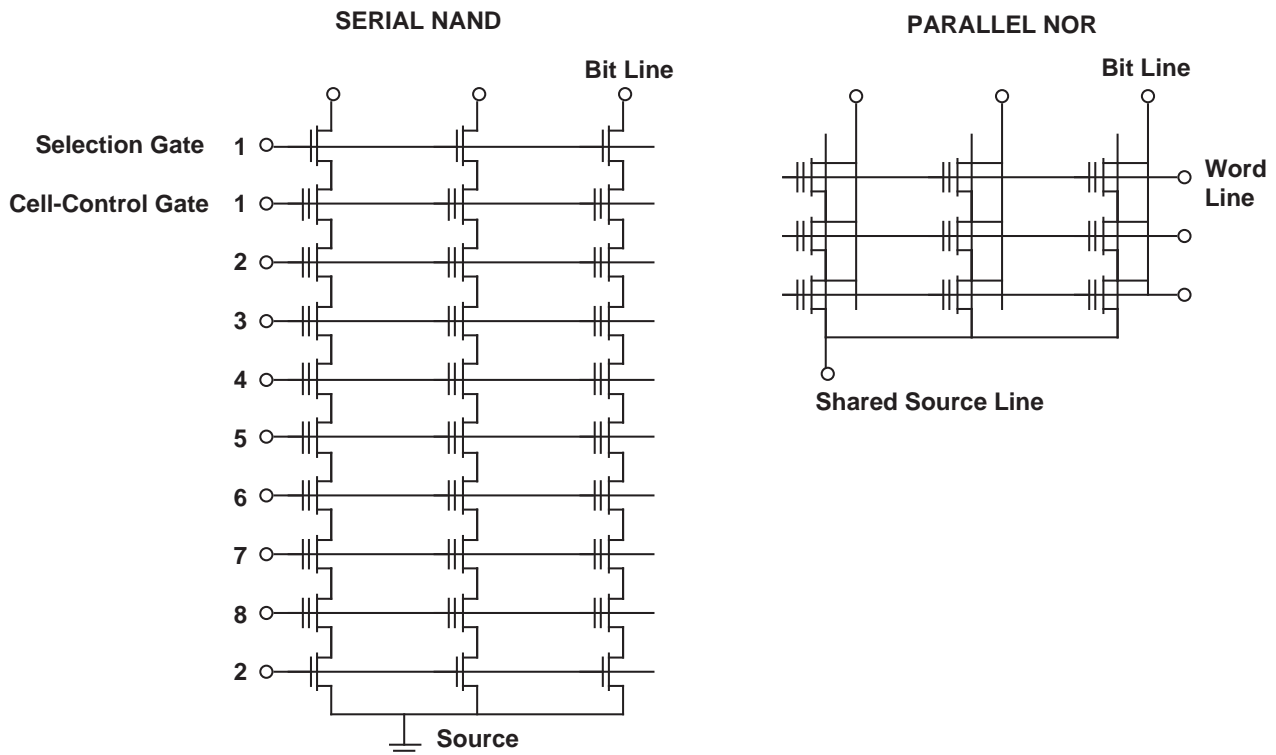 SERIAL NAND
Bit Line
Selection Gate 1
Cell-Control Gate 1
2
3
4
5
6
7
8
2
Source
PARALLEL NOR
Bit Line
Word
Line
Shared Source Line